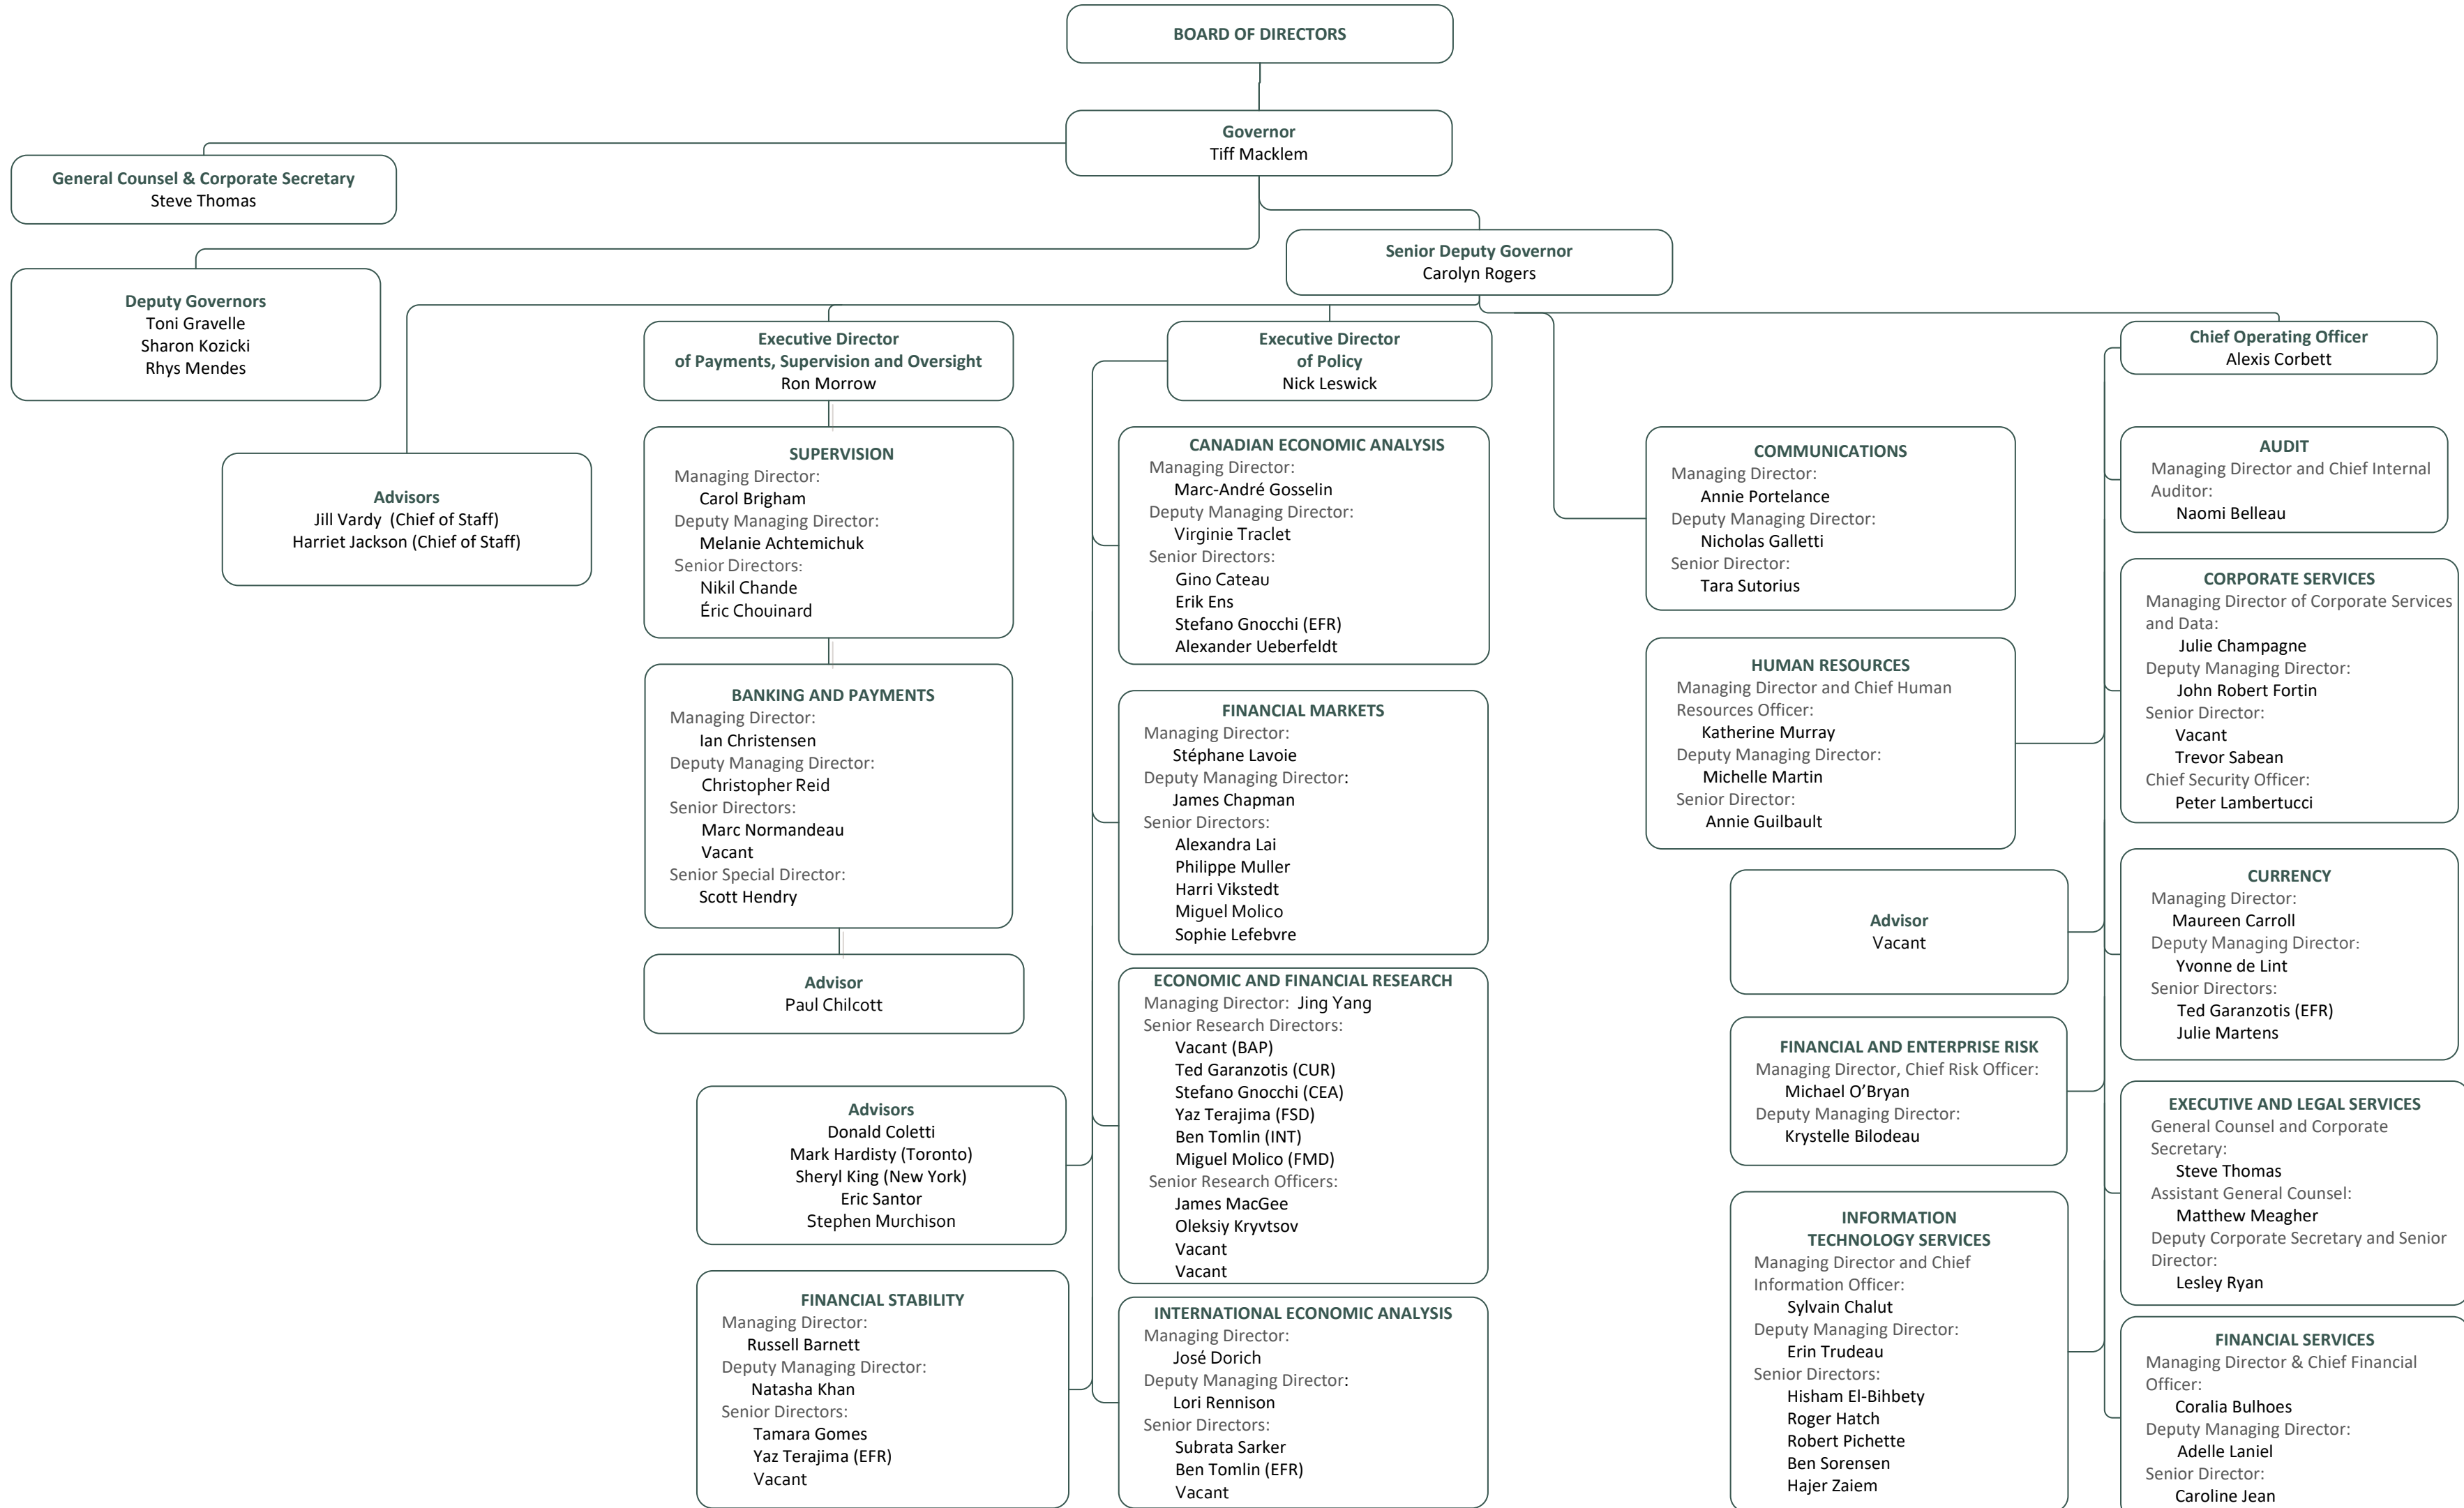 BOARD OF DIRECTORS
Governor
Tiff Macklem
General Counsel & Corporate Secretary
Steve Thomas
Senior Deputy Governor
Carolyn Rogers
Deputy Governors
Toni Gravelle
Sharon Kozicki
Rhys Mendes
Advisors
Jill Vardy (Chief of Staff)
Harriet Jackson (Chief of Staff)
Executive Director
of Payments, Supervision and Oversight
Ron Morrow
SUPERVISION
Managing Director:
Carol Brigham
Deputy Managing Director:
Melanie Achtemichuk
Senior Directors:
Nikil Chande
Éric Chouinard
BANKING AND PAYMENTS
Managing Director:
Ian Christensen
Deputy Managing Director:
Christopher Reid
Senior Directors:
Marc Normandeau
Vacant
Senior Special Director:
Scott Hendry
Advisor
Paul Chilcott
Executive Director
of Policy
Nick Leswick
CANADIAN ECONOMIC ANALYSIS
Managing Director:
Marc-André Gosselin
Deputy Managing Director:
Virginie Traclet
Senior Directors:
Gino Cateau
Erik Ens
Stefano Gnocchi (EFR)
Alexander Ueberfeldt
FINANCIAL MARKETS
Managing Director:
Stéphane Lavoie
Deputy Managing Director:
James Chapman
Senior Directors:
Alexandra Lai
Philippe Muller
Harri Vikstedt
Miguel Molico
Sophie Lefebvre
ECONOMIC AND FINANCIAL RESEARCH
Managing Director: Jing Yang
Senior Research Directors:
Vacant (BAP)
Ted Garanzotis (CUR)
Stefano Gnocchi (CEA)
Yaz Terajima (FSD)
Ben Tomlin (INT)
Miguel Molico (FMD)
Senior Research Officers:
James MacGee
Oleksiy Kryvtsov
Vacant
Vacant
Advisors
Donald Coletti
Mark Hardisty (Toronto)
Sheryl King (New York)
Eric Santor
Stephen Murchison
FINANCIAL STABILITY
Managing Director:
Russell Barnett
Deputy Managing Director:
Natasha Khan
Senior Directors:
Tamara Gomes
Yaz Terajima (EFR)
Vacant
INTERNATIONAL ECONOMIC ANALYSIS
Managing Director:
José Dorich
Deputy Managing Director:
Lori Rennison
Senior Directors:
Subrata Sarker
Ben Tomlin (EFR)
Vacant
COMMUNICATIONS
Managing Director:
Annie Portelance
Deputy Managing Director:
Nicholas Galletti
Senior Director:
Tara Sutorius
Chief Operating Officer
Alexis Corbett
HUMAN RESOURCES
Managing Director and Chief Human
Resources Officer:
Katherine Murray
Deputy Managing Director:
Michelle Martin
Senior Director:
Annie Guilbault
Advisor
Vacant
FINANCIAL AND ENTERPRISE RISK
Managing Director, Chief Risk Officer:
Michael O’Bryan
Deputy Managing Director:
Krystelle Bilodeau
INFORMATION
TECHNOLOGY SERVICES
Managing Director and Chief
Information Officer:
Sylvain Chalut
Deputy Managing Director:
Erin Trudeau
Senior Directors:
Hisham El-Bihbety
Roger Hatch
Robert Pichette
Ben Sorensen
Hajer Zaiem
AUDIT
Managing Director and Chief Internal
Auditor:
Naomi Belleau
CORPORATE SERVICES
Managing Director of Corporate Services
and Data:
Julie Champagne
Deputy Managing Director:
John Robert Fortin
Senior Director:
Vacant
Trevor Sabean
Chief Security Officer:
Peter Lambertucci
CURRENCY
Managing Director:
Maureen Carroll
Deputy Managing Director:
Yvonne de Lint
Senior Directors:
Ted Garanzotis (EFR)
Julie Martens
EXECUTIVE AND LEGAL SERVICES
General Counsel and Corporate
Secretary:
Steve Thomas
Assistant General Counsel:
Matthew Meagher
Deputy Corporate Secretary and Senior
Director:
Lesley Ryan
FINANCIAL SERVICES
Managing Director & Chief Financial
Officer:
Coralia Bulhoes
Deputy Managing Director:
Adelle Laniel
Senior Director:
Caroline Jean